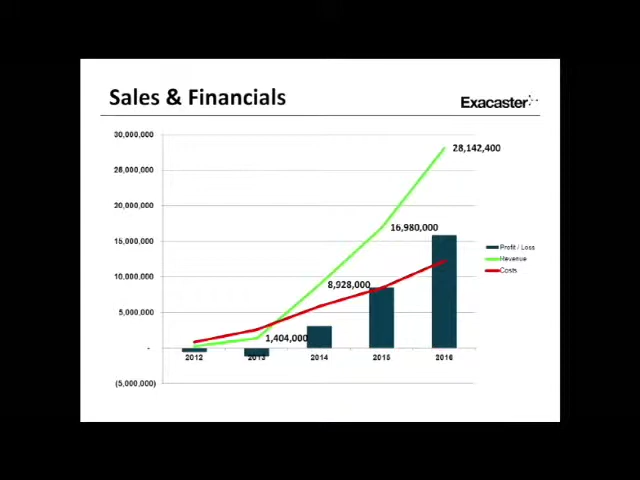 Sales & Financials
Exacaster
30,000,000
28,142,400
25,000,000
20,000,000
16,980,000
15,000,000
10,000,000
8,928,000
5,000,000
1,404,000
-
2012 2013 2014 2015 2016
(5,000,000)
Profit / Loss
Revenue
Costs